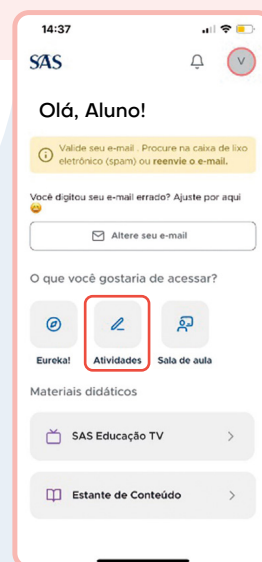 14:37
SAS
V
Olá, Aluno!
Valide seu e-mail . Procure na caixa de lixo
eletrônico (spam) ou reenvie o e-mail.
Você digitou seu e-mail errado? Ajuste por aqui
Altere seu e-mail
O que você gostaria de acessar?
Eureka! Atividades Sala de aula
Materiais didáticos
SAS Educação TV
Estante de Conteúdo